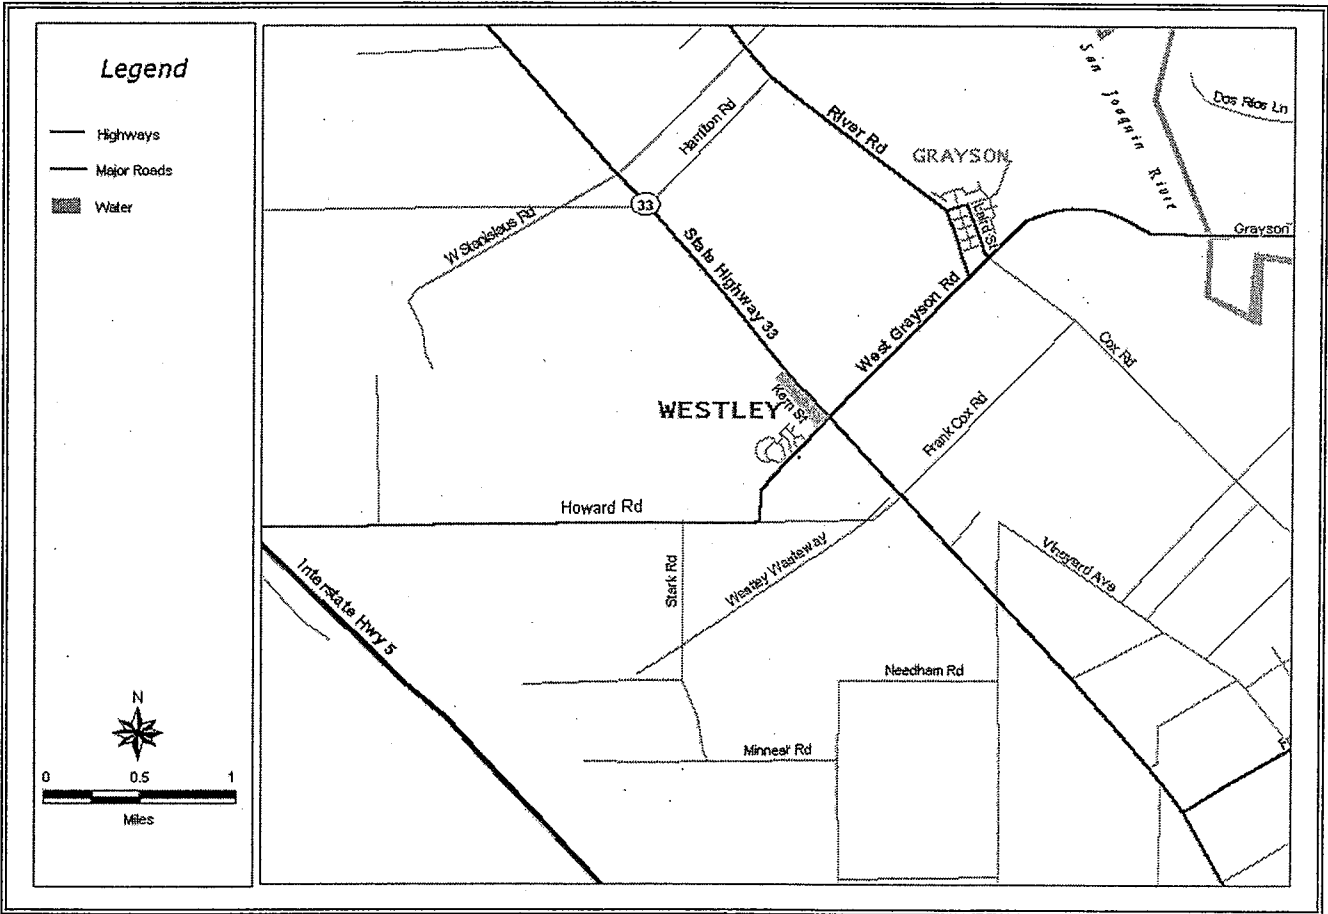 Legend
Highways
Major Roads
Water
N
0 0.5 1
Miles
San Joaquin River
Dos Rios Ln
Hamilton Rd
River Rd
GRAYSON
Laird St
Grayson
33
W Stanislaus Rd
State Highway 33
West Grayson Rd
Cox Rd
WESTLEY
Kern St
Frank Cox Rd
Howard Rd
Westley Wasteway
Stark Rd
Vineyard Ave
Interstate Hwy 5
Needham Rd
Minnear Rd